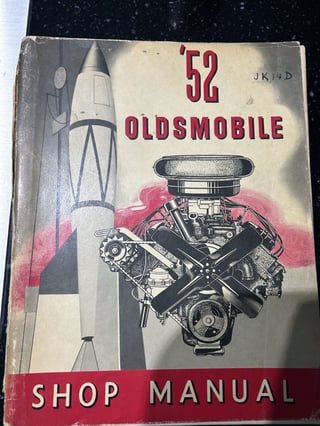 '52
JK14D
OLDSMOBILE
SHOP MANUAL